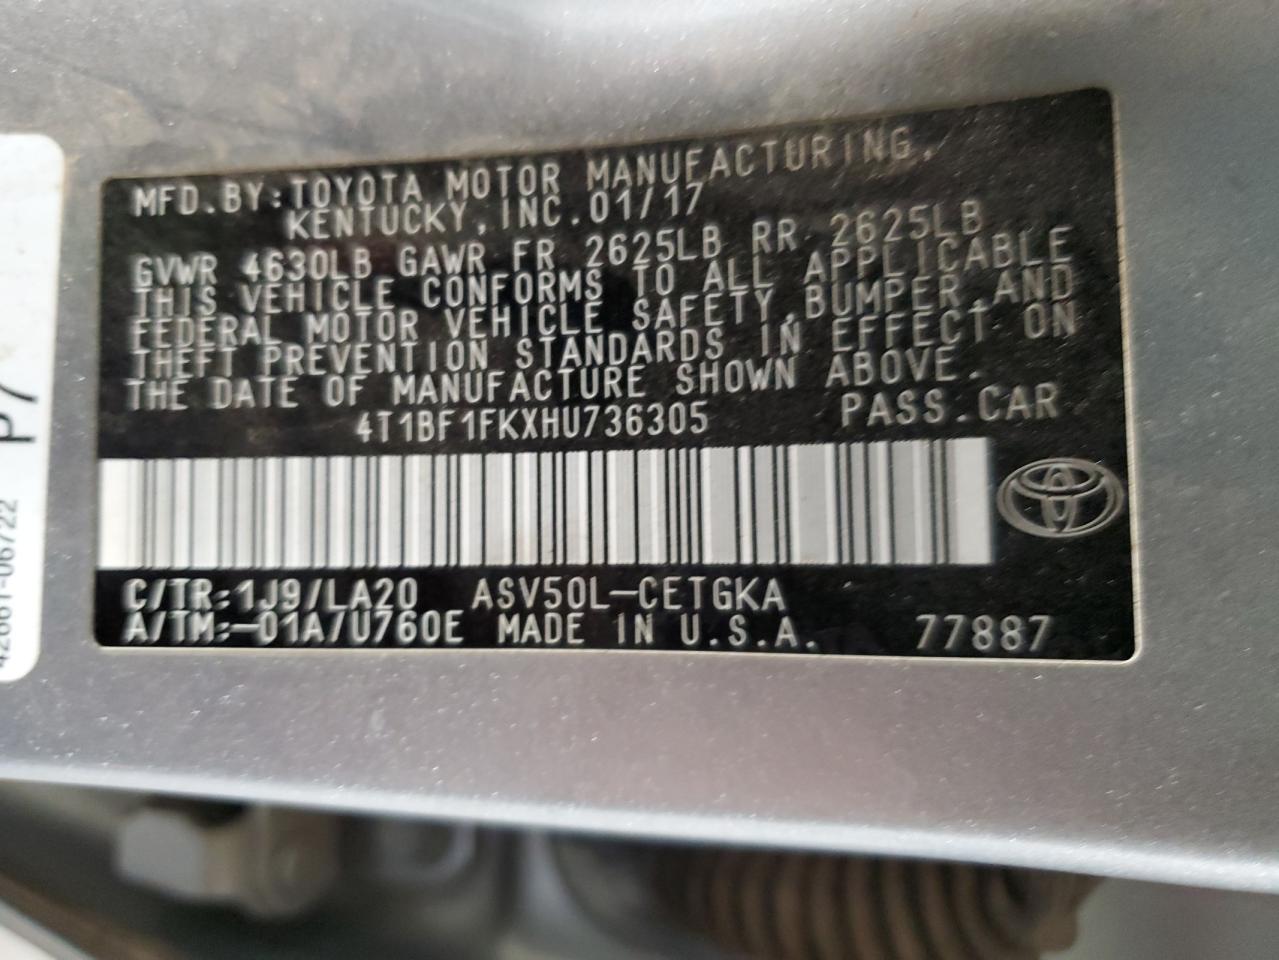 MFD.BY:TOYOTA MOTOR MANUFACTURING,
KENTUCKY,INC.01/17
GVWR 4630LB GAWR FR 2625LB RR 2625LB
THIS VEHICLE CONFORMS TO ALL APPLICABLE
FEDERAL MOTOR VEHICLE SAFETY,BUMPER,AND
THEFT PREVENTION STANDARDS IN EFFECT ON
THE DATE OF MANUFACTURE SHOWN ABOVE.
4T1BF1FKXHU736305 PASS.CAR
C/TR:1J9/LA20 ASV50L-CETGKA
A/TM:-01A/U760E MADE IN U.S.A. 77887